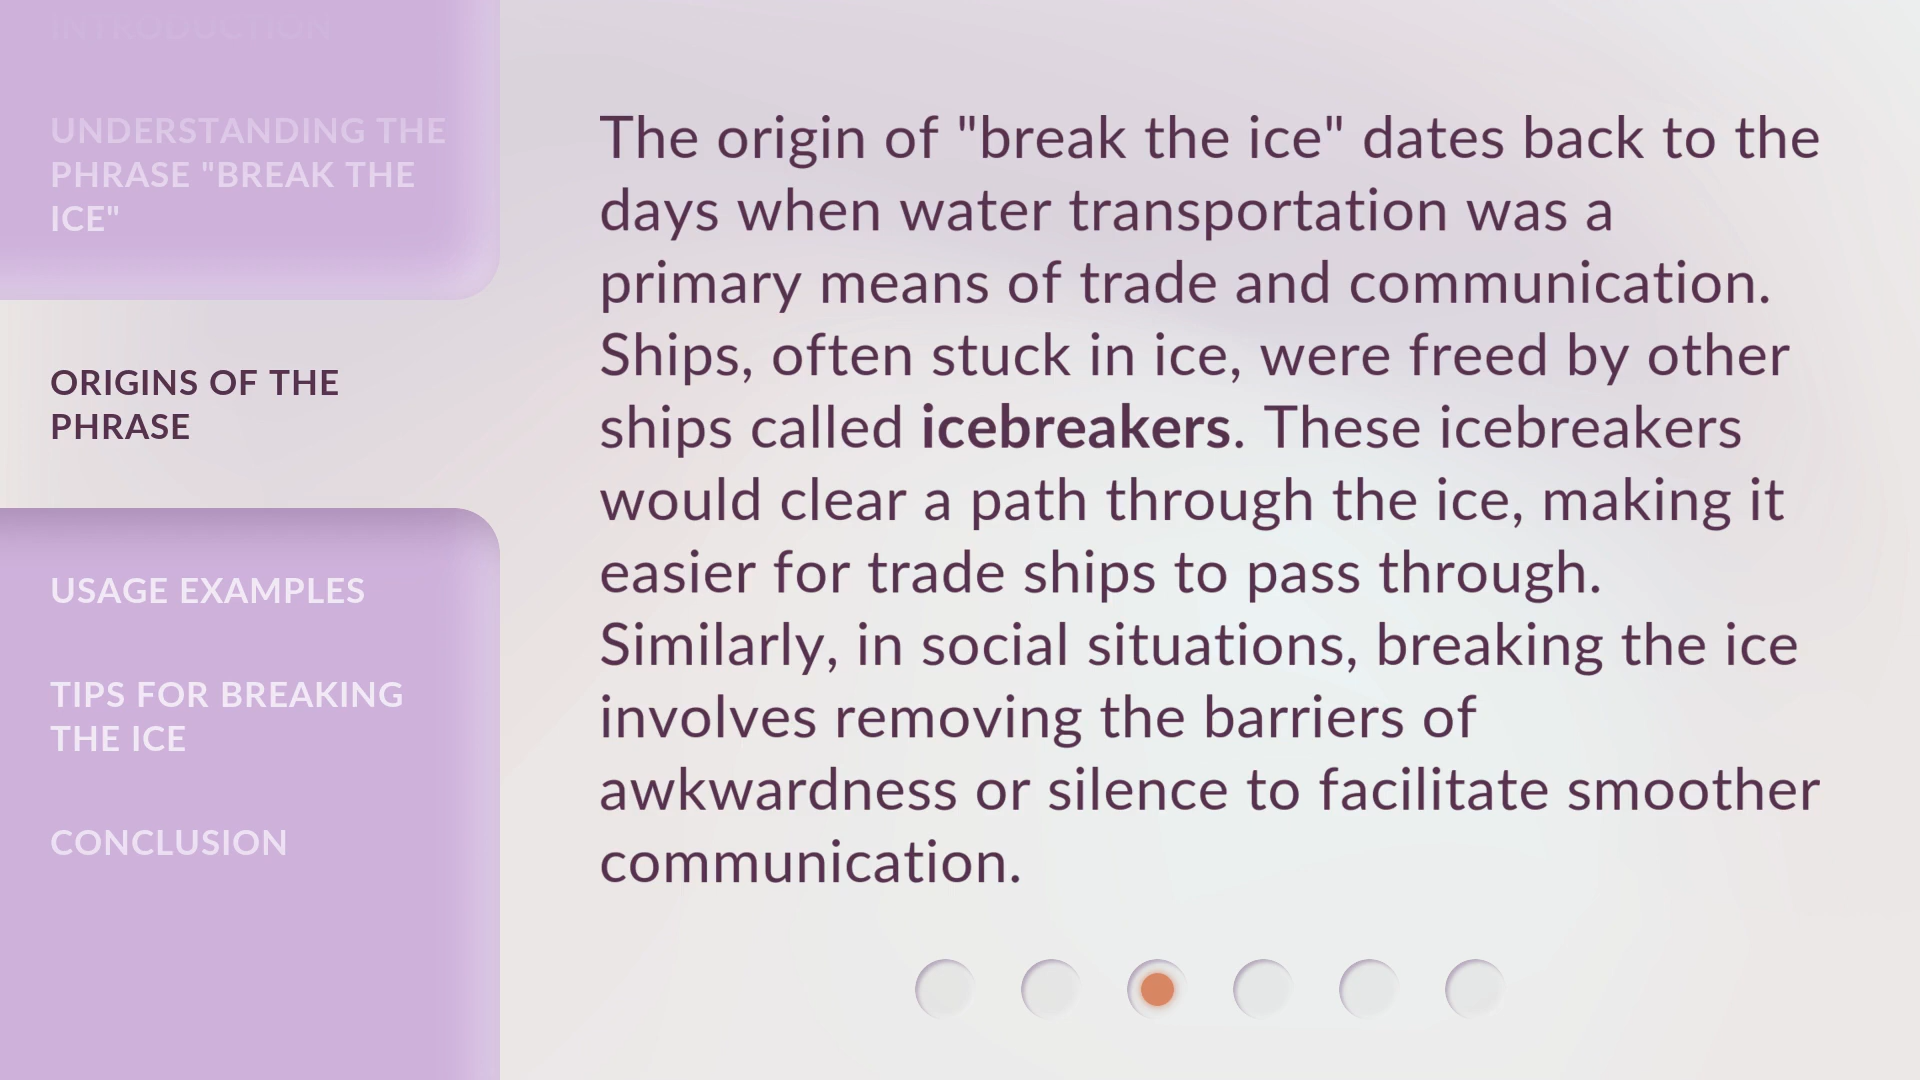 INTRODUCTION
UNDERSTANDING THE
PHRASE "BREAK THE
ICE"
ORIGINS OF THE
PHRASE
USAGE EXAMPLES
TIPS FOR BREAKING
THE ICE
CONCLUSION
The origin of "break the ice" dates back to the
days when water transportation was a
primary means of trade and communication.
Ships, often stuck in ice, were freed by other
ships called icebreakers. These icebreakers
would clear a path through the ice, making it
easier for trade ships to pass through.
Similarly, in social situations, breaking the ice
involves removing the barriers of
awkwardness or silence to facilitate smoother
communication.